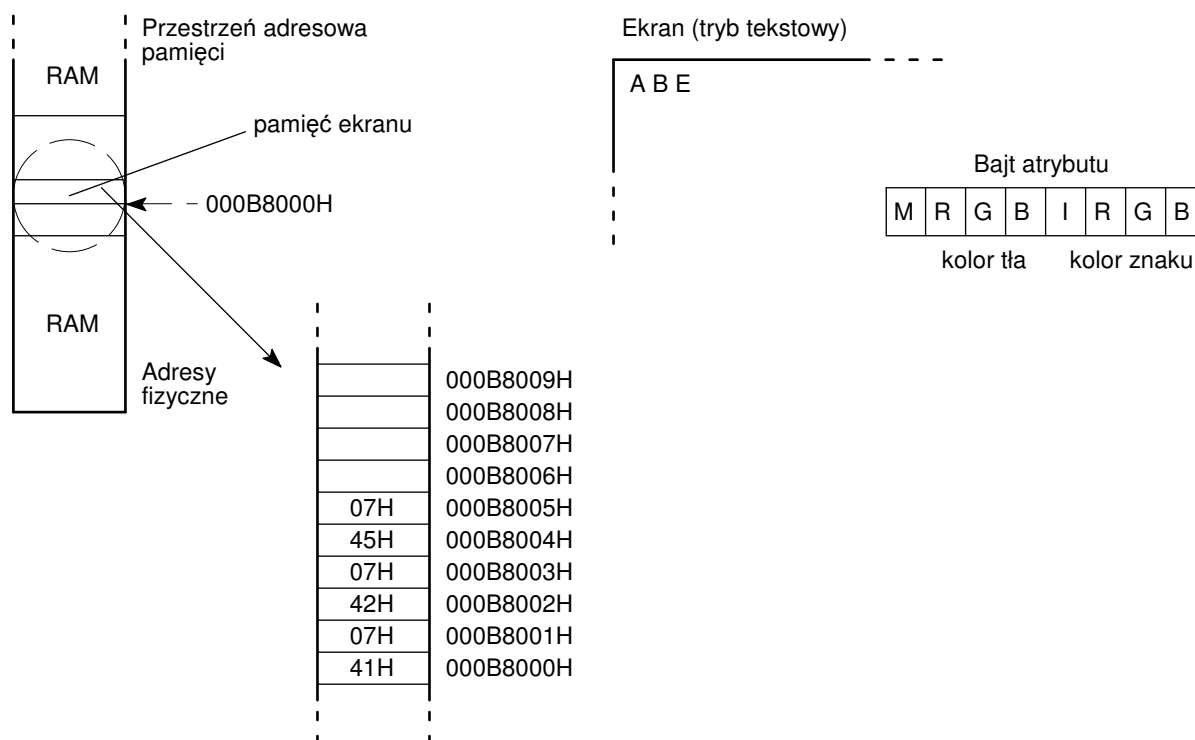 Przestrzeń adresowa
pamięci
RAM
pamięć ekranu
000B8000H
RAM
Adresy
fizyczne
Ekran (tryb tekstowy)
A B E
Bajt atrybutu
M R G B I R G B
kolor tła kolor znaku
000B8009H
000B8008H
000B8007H
000B8006H
07H 000B8005H
45H 000B8004H
07H 000B8003H
42H 000B8002H
07H 000B8001H
41H 000B8000H